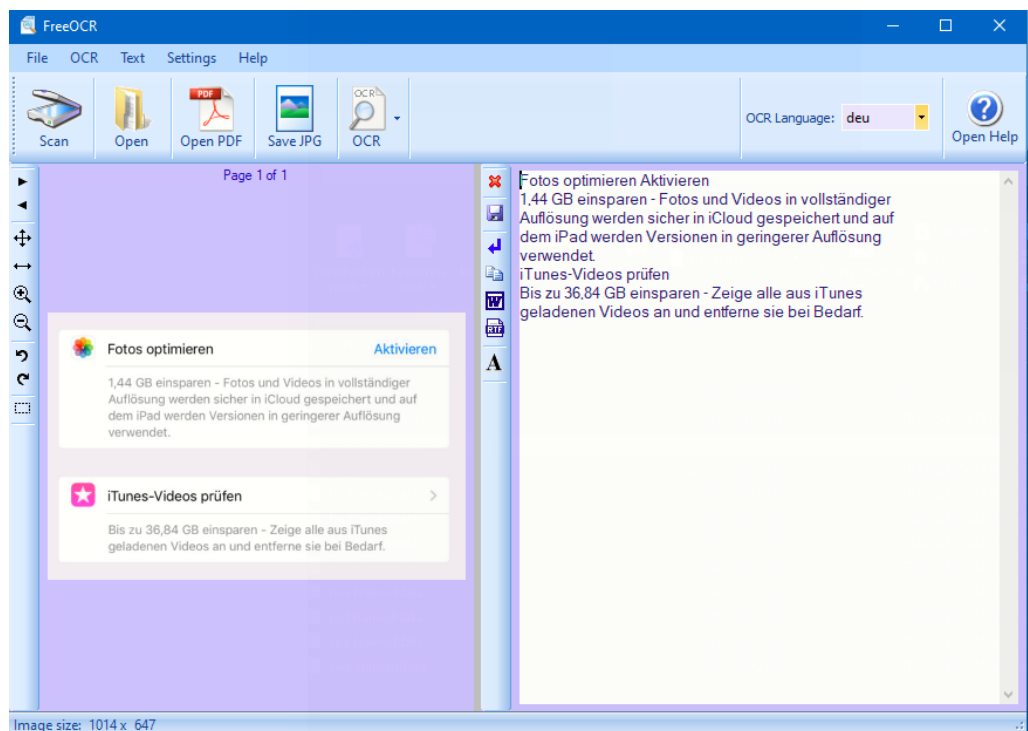 FreeOCR
File OCR Text Settings Help
PDF
OCR
Scan Open Open PDF Save JPG OCR
OCR Language: deu
Open Help
Page 1 of 1
Fotos optimieren Aktivieren
1,44 GB einsparen - Fotos und Videos in vollständiger
Auflösung werden sicher in iCloud gespeichert und auf
dem iPad werden Versionen in geringerer Auflösung
verwendet.
iTunes-Videos prüfen
Bis zu 36,84 GB einsparen - Zeige alle aus iTunes
geladenen Videos an und entferne sie bei Bedarf.
W
RTF
A
Fotos optimieren Aktivieren
1,44 GB einsparen - Fotos und Videos in vollständiger
Auflösung werden sicher in iCloud gespeichert und auf
dem iPad werden Versionen in geringerer Auflösung
verwendet.
iTunes-Videos prüfen
Bis zu 36,84 GB einsparen - Zeige alle aus iTunes
geladenen Videos an und entferne sie bei Bedarf.
Image size: 1014 x 647